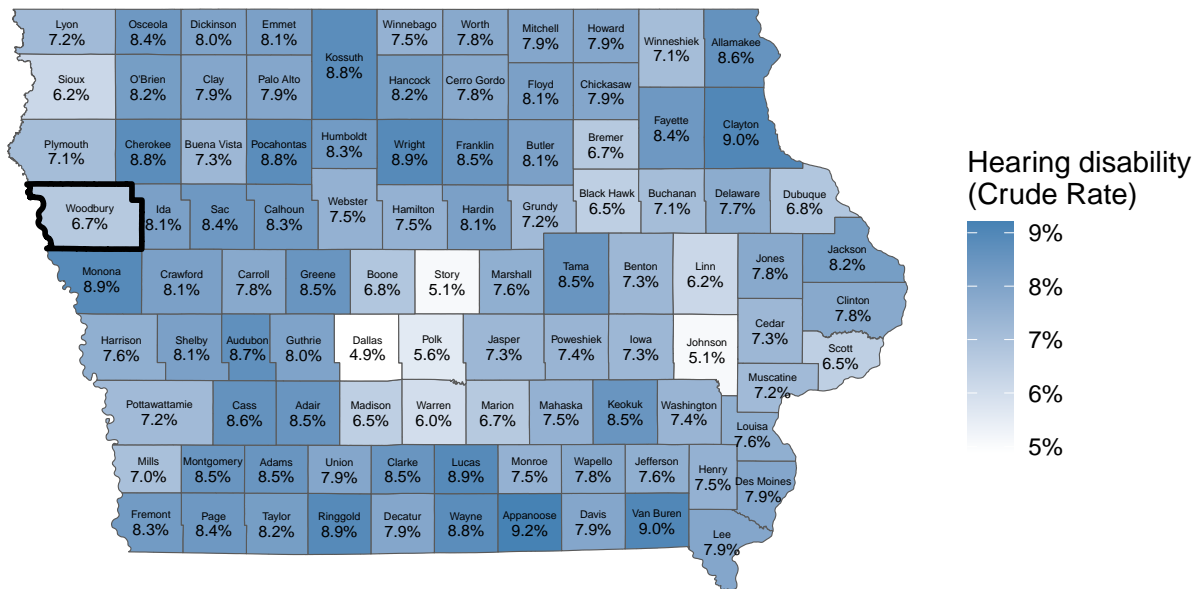 Lyon
7.2%
Osceola
8.4%
Dickinson
8.0%
Emmet
8.1%
Kossuth
8.8%
Winnebago
7.5%
Worth
7.8%
Mitchell
7.9%
Howard
7.9%
Winneshiek
7.1%
Allamakee
8.6%
Sioux
6.2%
O'Brien
8.2%
Clay
7.9%
Palo Alto
7.9%
Hancock
8.2%
Cerro Gordo
7.8%
Floyd
8.1%
Chickasaw
7.9%
Fayette
8.4%
Clayton
9.0%
Plymouth
7.1%
Cherokee
8.8%
Buena Vista
7.3%
Pocahontas
8.8%
Humboldt
8.3%
Wright
8.9%
Franklin
8.5%
Butler
8.1%
Bremer
6.7%
Woodbury
6.7%
Ida
8.1%
Sac
8.4%
Calhoun
8.3%
Webster
7.5%
Hamilton
7.5%
Hardin
8.1%
Grundy
7.2%
Black Hawk
6.5%
Buchanan
7.1%
Delaware
7.7%
Dubuque
6.8%
Monona
8.9%
Crawford
8.1%
Carroll
7.8%
Greene
8.5%
Boone
6.8%
Story
5.1%
Marshall
7.6%
Tama
8.5%
Benton
7.3%
Linn
6.2%
Jones
7.8%
Jackson
8.2%
Clinton
7.8%
Harrison
7.6%
Shelby
8.1%
Audubon
8.7%
Guthrie
8.0%
Dallas
4.9%
Polk
5.6%
Jasper
7.3%
Poweshiek
7.4%
Iowa
7.3%
Johnson
5.1%
Cedar
7.3%
Scott
6.5%
Muscatine
7.2%
Pottawattamie
7.2%
Cass
8.6%
Adair
8.5%
Madison
6.5%
Warren
6.0%
Marion
6.7%
Mahaska
7.5%
Keokuk
8.5%
Washington
7.4%
Louisa
7.6%
Mills
7.0%
Montgomery
8.5%
Adams
8.5%
Union
7.9%
Clarke
8.5%
Lucas
8.9%
Monroe
7.5%
Wapello
7.8%
Jefferson
7.6%
Henry
7.5%
Des Moines
7.9%
Fremont
8.3%
Page
8.4%
Taylor
8.2%
Ringgold
8.9%
Decatur
7.9%
Wayne
8.8%
Appanoose
9.2%
Davis
7.9%
Van Buren
9.0%
Lee
7.9%
Hearing disability
(Crude Rate)
9%
8%
7%
6%
5%